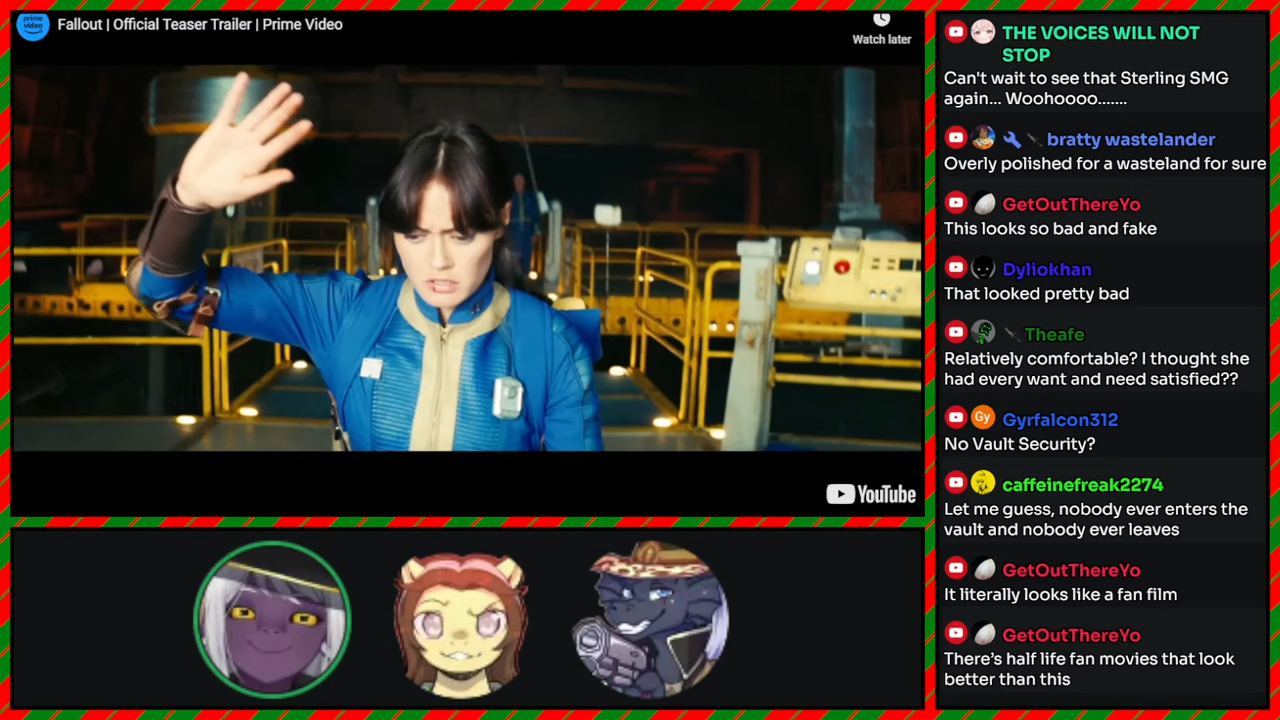 prime video
Fallout | Official Teaser Trailer | Prime Video
Watch later
YouTube
THE VOICES WILL NOT
STOP
Can't wait to see that Sterling SMG
again... Woohoooo.......
bratty wastelander
Overly polished for a wasteland for sure
GetOutThereYo
This looks so bad and fake
Dyliokhan
That looked pretty bad
Theafe
Relatively comfortable? I thought she
had every want and need satisfied??
Gy
Gyrfalcon312
No Vault Security?
caffeinefreak2274
Let me guess, nobody ever enters the
vault and nobody ever leaves
GetOutThereYo
It literally looks like a fan film
GetOutThereYo
There's half life fan movies that look
better than this